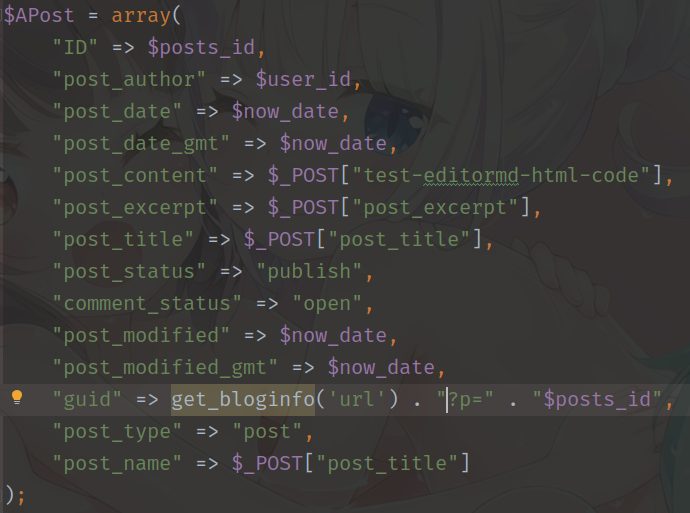 $APost = array(
"ID" => $posts_id,
"post_author" => $user_id,
"post_date" => $now_date,
"post_date_gmt" => $now_date,
"post_content" => $_POST["test-editormd-html-code"],
"post_excerpt" => $_POST["post_excerpt"],
"post_title" => $_POST["post_title"],
"post_status" => "publish",
"comment_status" => "open",
"post_modified" => $now_date,
"post_modified_gmt" => $now_date,
"guid" => get_bloginfo('url') . "?p=" . "$posts_id",
"post_type" => "post",
"post_name" => $_POST["post_title"]
);